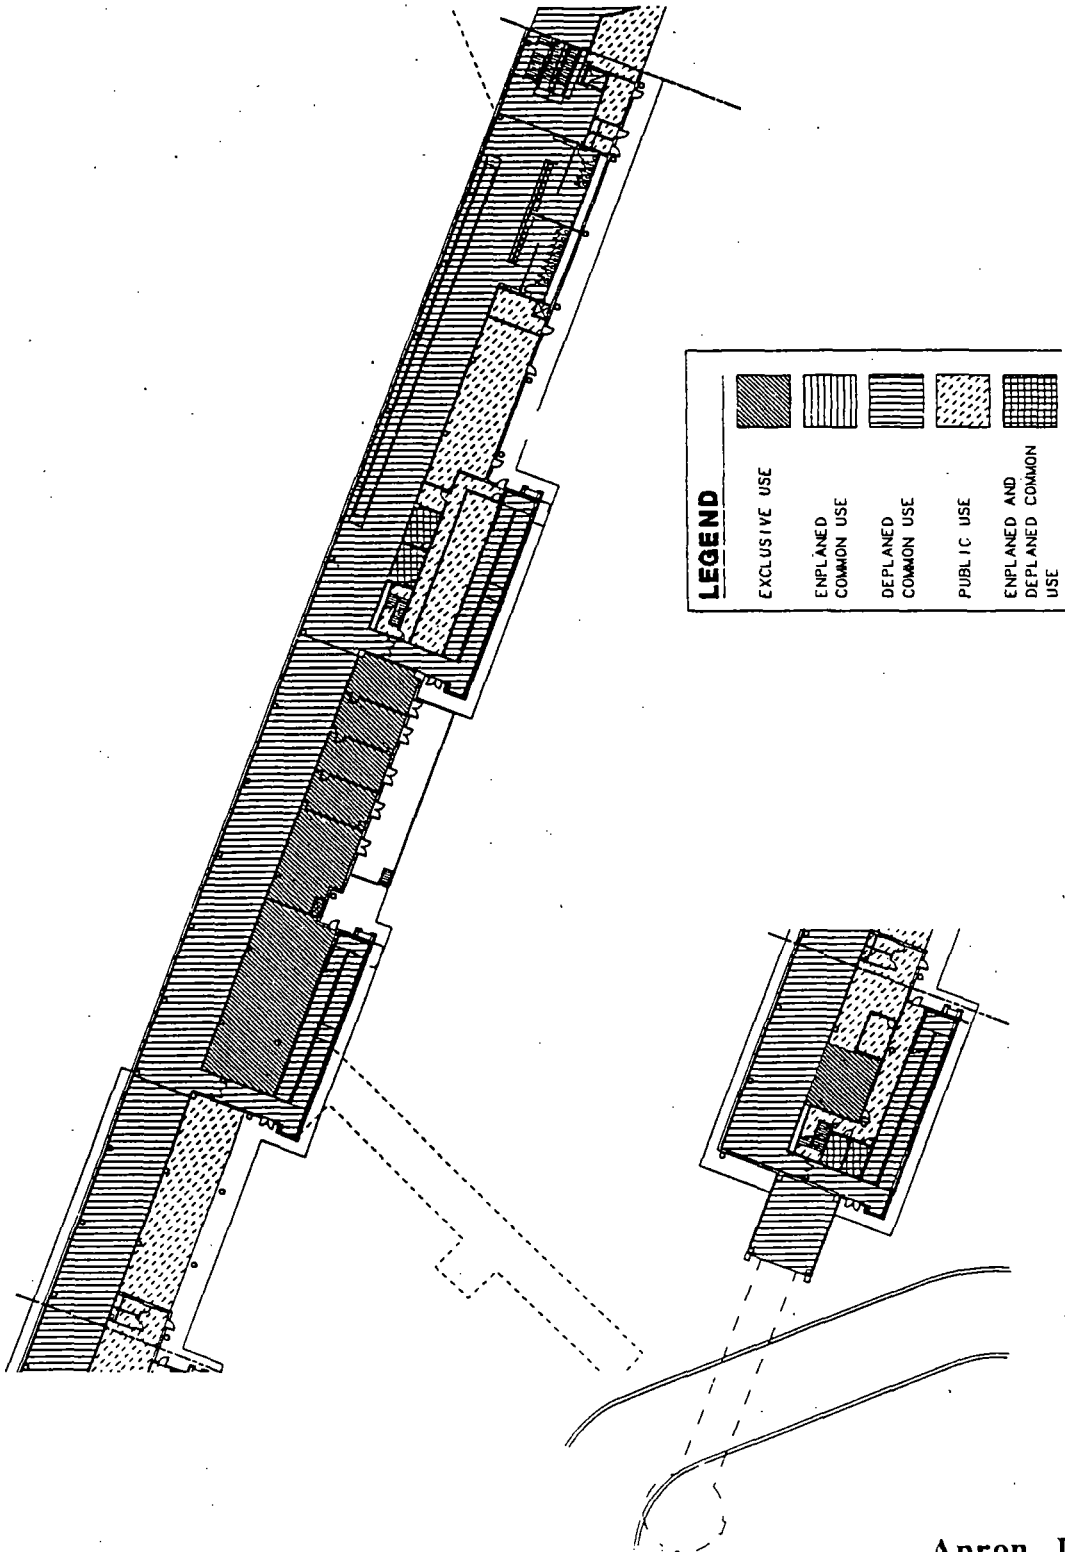 LEGEND
EXCLUSIVE USE
ENPLANED
COMMON USE
DEPLANED
COMMON USE
PUBLIC USE
ENPLANED AND
DEPLANED COMMON
USE
Apron